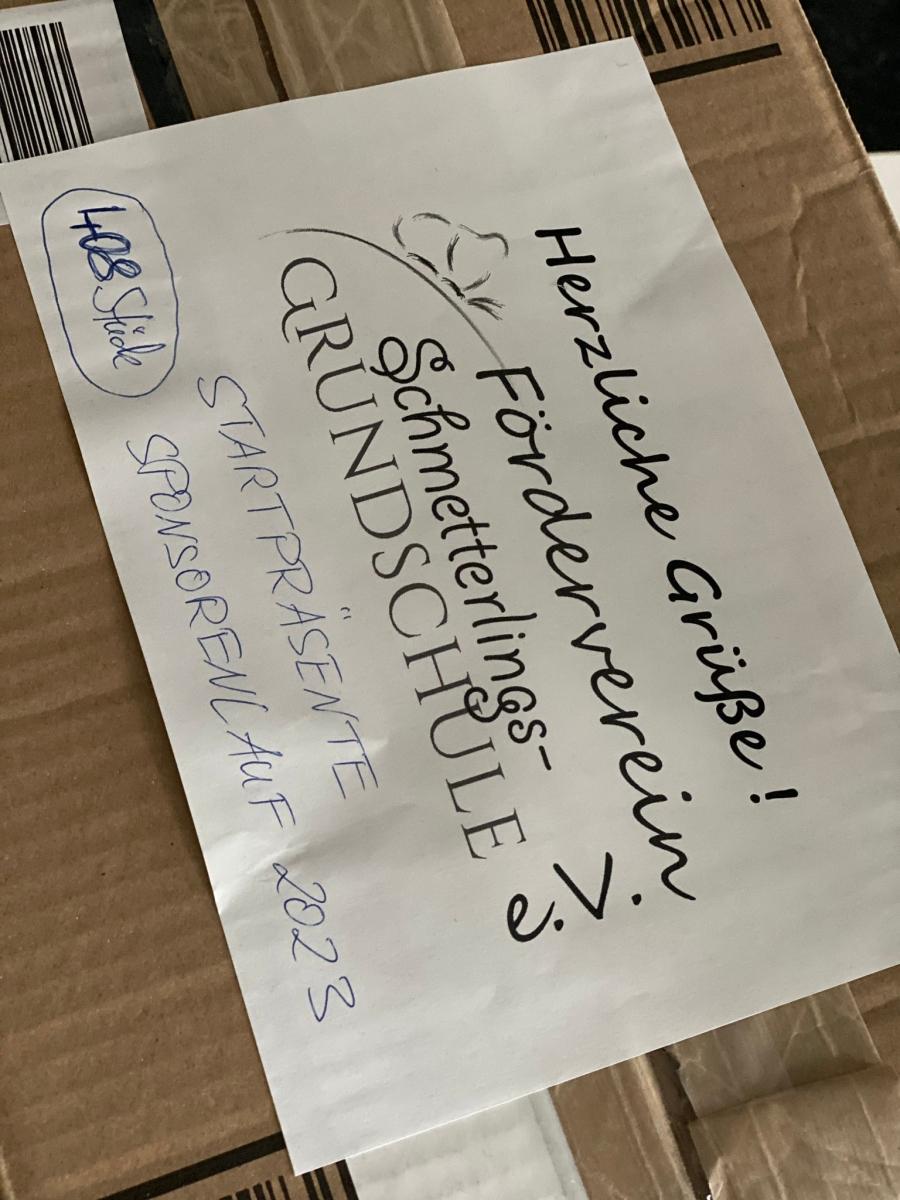 Herzliche Grüße!
Förderverein
Schmetterlings-
GRUNDSCHULE e.V.
STARTPRÄSENTE
SPONSORENLAUF 2023
408 Stück